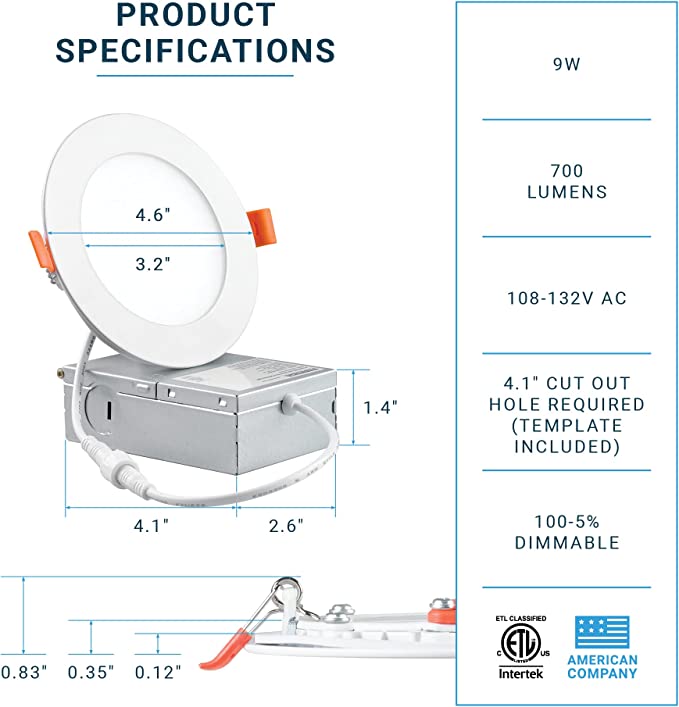 PRODUCT
SPECIFICATIONS
4.6"
3.2"
1.4"
4.1"
2.6"
0.83"
0.35"
0.12"
9W
700
LUMENS
108-132V AC
4.1" CUT OUT
HOLE REQUIRED
(TEMPLATE
INCLUDED)
100-5%
DIMMABLE
ETL CLASSIFIED
C ETL US
LISTED
Intertek
AMERICAN
COMPANY